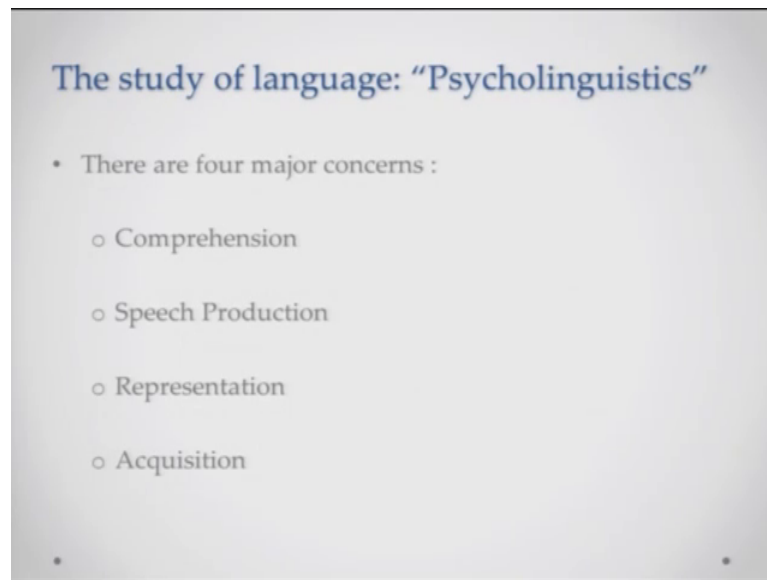 The study of language: “Psycholinguistics”
• There are four major concerns :
o Comprehension
o Speech Production
o Representation
o Acquisition